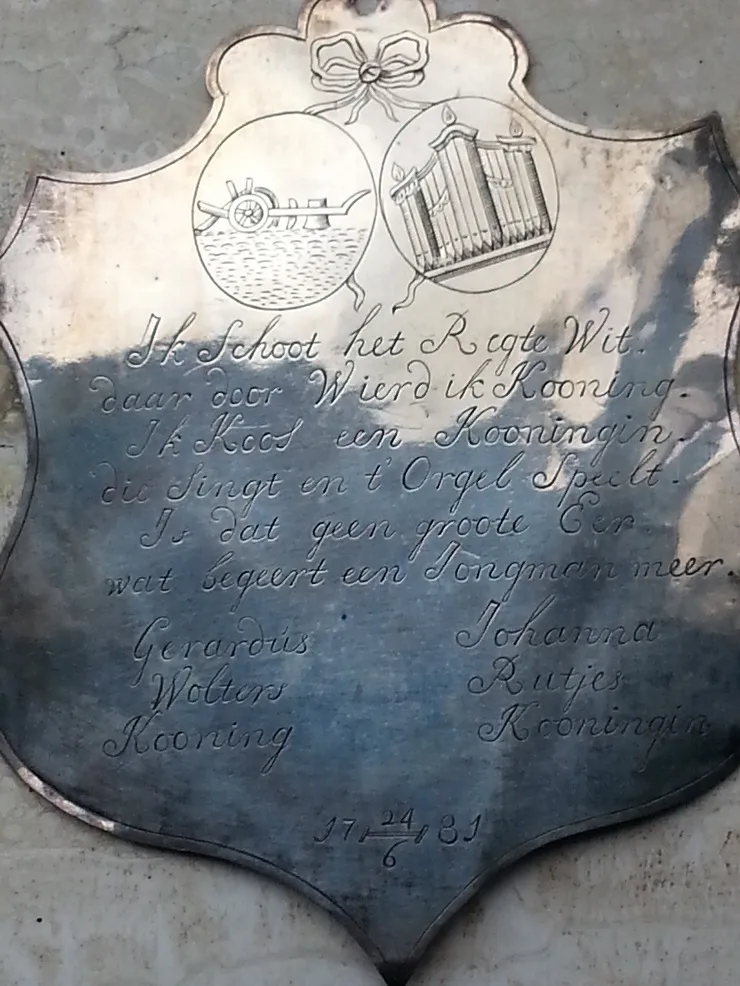 Ik Schoot het Regte Wit.
daar door Wierd ik Kooning.
Ik Koos een Kooningin.
die Singt en t' Orgel Speelt.
Is dat geen groote Eer.
wat begeert een Jongman meer.
Gerardus Johanna
Wolters Rutjes
Kooning Kooningin
17 24/6 81